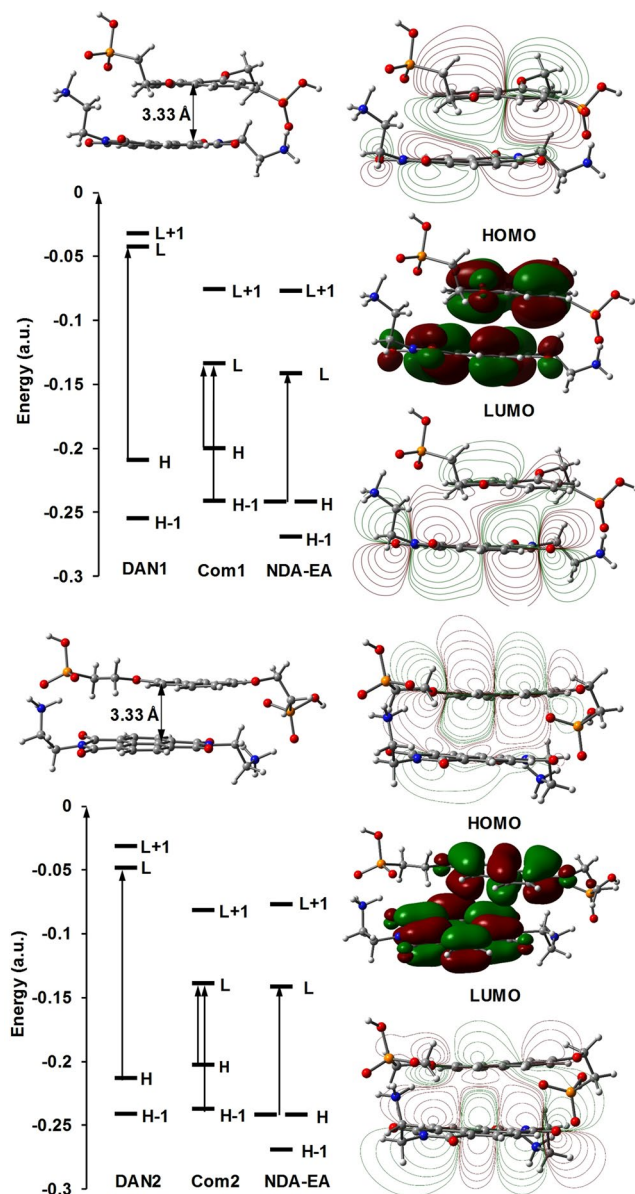 3.33 Å
0
-0.05
-0.1
-0.15
-0.2
-0.25
-0.3
Energy (a.u.)
L+1
L
H
H-1
DAN1
L+1
L
H
H-1
Com1
L+1
L
H
H-1
NDA-EA
HOMO
LUMO
3.33 Å
0
-0.05
-0.1
-0.15
-0.2
-0.25
-0.3
Energy (a.u.)
L+1
L
H
H-1
DAN2
L+1
L
H
H-1
Com2
L+1
L
H
H-1
NDA-EA
HOMO
LUMO